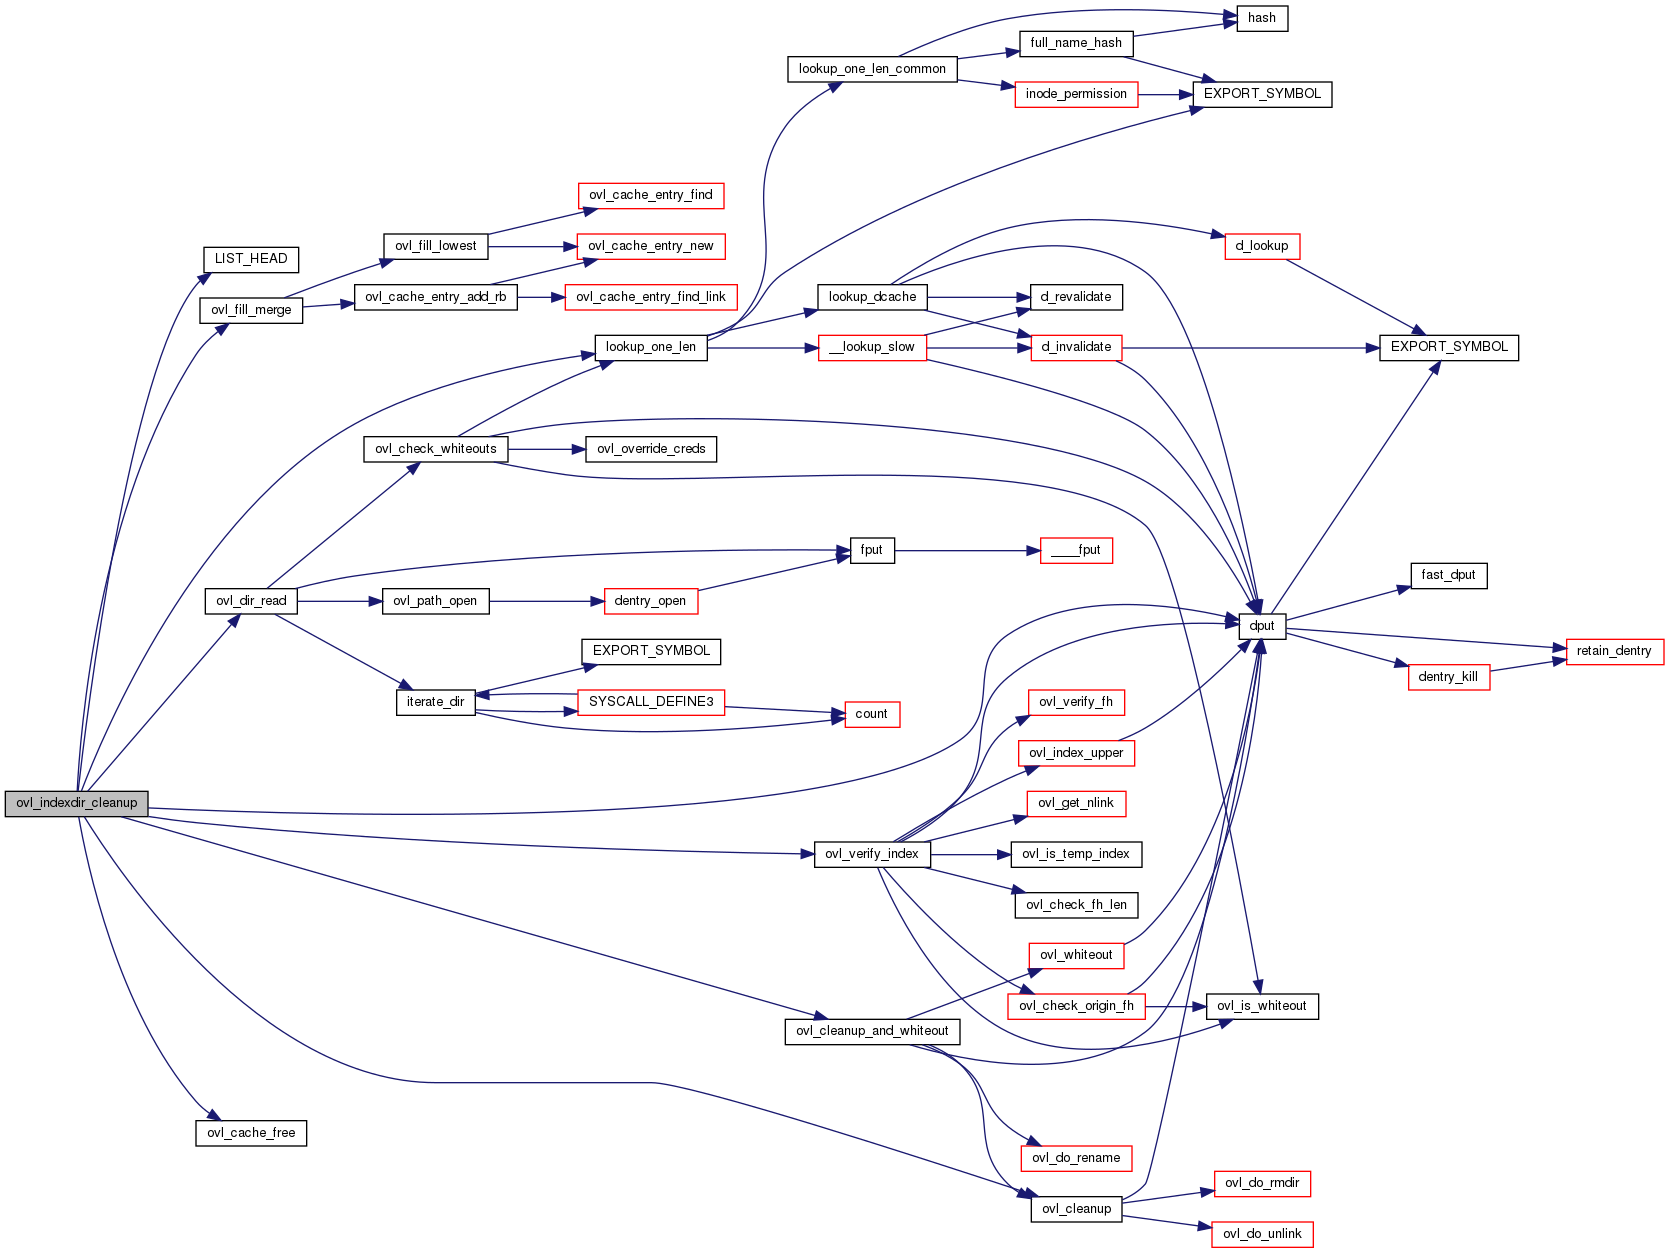 hash
full_name_hash
lookup_one_len_common
inode_permission
EXPORT_SYMBOL
ovl_cache_entry_find
ovl_fill_lowest
ovl_cache_entry_new
d_lookup
LIST_HEAD
ovl_fill_merge
ovl_cache_entry_add_rb
ovl_cache_entry_find_link
lookup_dcache
d_revalidate
lookup_one_len
__lookup_slow
d_invalidate
EXPORT_SYMBOL
ovl_check_whiteouts
ovl_override_creds
fput
____fput
fast_dput
ovl_dir_read
ovl_path_open
dentry_open
dput
EXPORT_SYMBOL
retain_dentry
dentry_kill
iterate_dir
SYSCALL_DEFINE3
count
ovl_verify_fh
ovl_index_upper
ovl_indexdir_cleanup
ovl_get_nlink
ovl_verify_index
ovl_is_temp_index
ovl_check_fh_len
ovl_whiteout
ovl_check_origin_fh
ovl_is_whiteout
ovl_cleanup_and_whiteout
ovl_cache_free
ovl_do_rename
ovl_do_rmdir
ovl_cleanup
ovl_do_unlink